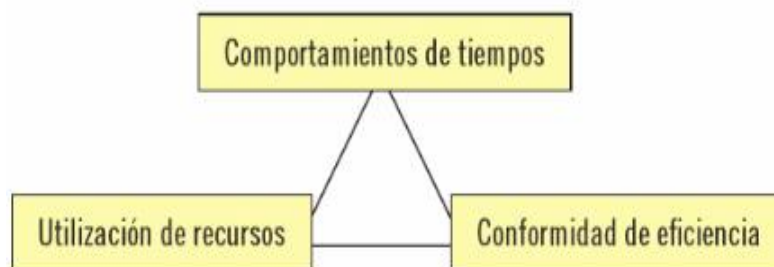 Comportamientos de tiempos
Utilización de recursos
Conformidad de eficiencia